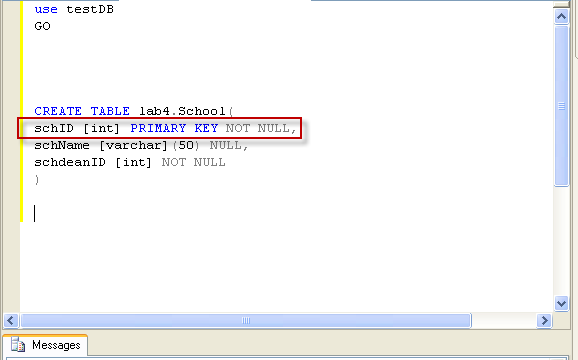 use testDB
GO
CREATE TABLE lab4.School(
schID [int] PRIMARY KEY NOT NULL,
schName [varchar](50) NULL,
schdeanID [int] NOT NULL
)
Messages